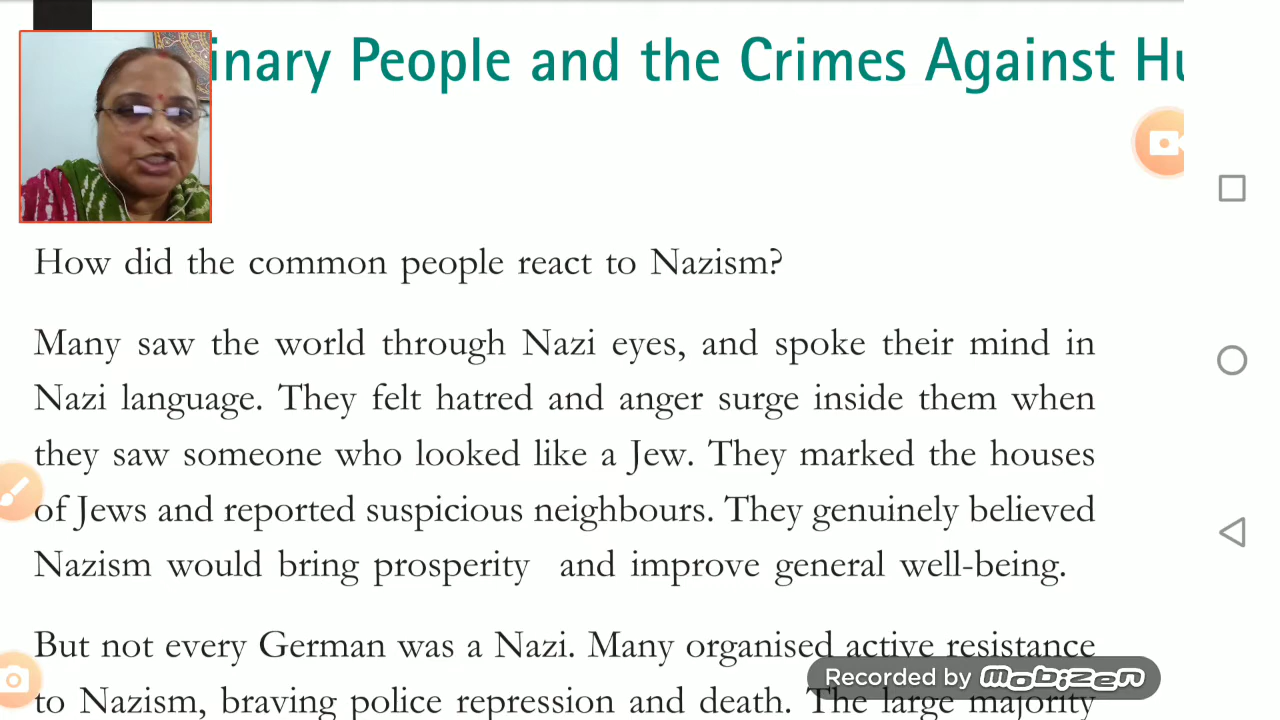 inary People and the Crimes Against Hu
How did the common people react to Nazism?
Many saw the world through Nazi eyes, and spoke their mind in
Nazi language. They felt hatred and anger surge inside them when
they saw someone who looked like a Jew. They marked the houses
of Jews and reported suspicious neighbours. They genuinely believed
Nazism would bring prosperity and improve general well-being.
But not every German was a Nazi. Many organised active resistance
to Nazism, braving police repression and death. The large majority
Recorded by mobizen